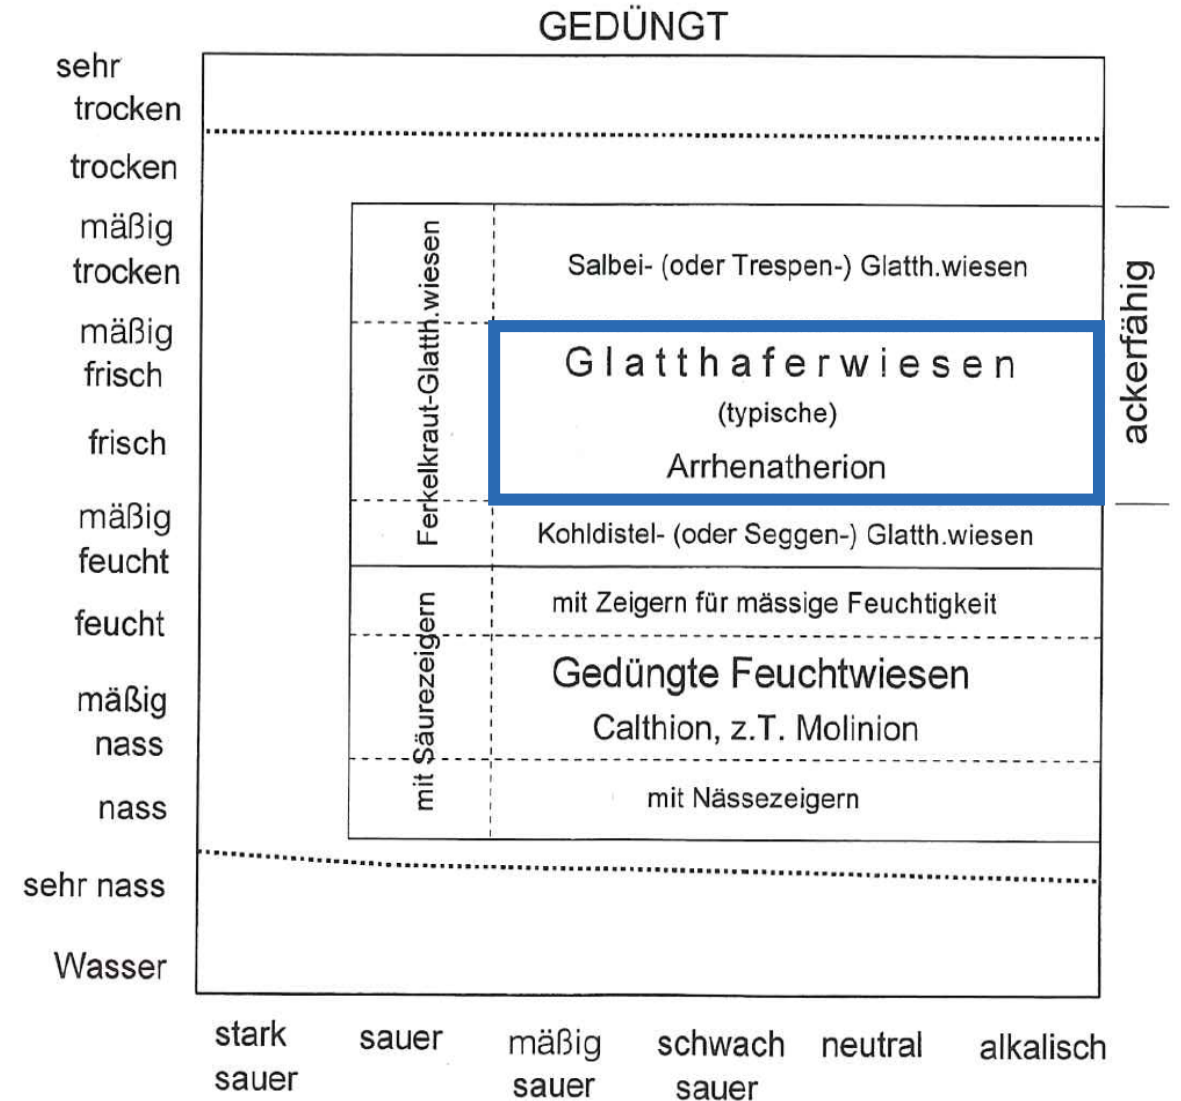 GEDÜNGT
sehr
trocken
trocken
mäßig
trocken
mäßig
frisch
frisch
mäßig
feucht
feucht
mäßig
nass
nass
sehr nass
Wasser
Ferkelkraut-Glatth.wiesen
mit Säurezeigern
Salbei- (oder Trespen-) Glatth.wiesen
Glatthaferwiesen
(typische)
Arrhenatherion
Kohldistel- (oder Seggen-) Glatth.wiesen
mit Zeigern für mässige Feuchtigkeit
Gedüngte Feuchtwiesen
Calthion, z.T. Molinion
mit Nässezeigern
ackerfähig
stark
sauer
sauer
mäßig
sauer
schwach
sauer
neutral
alkalisch